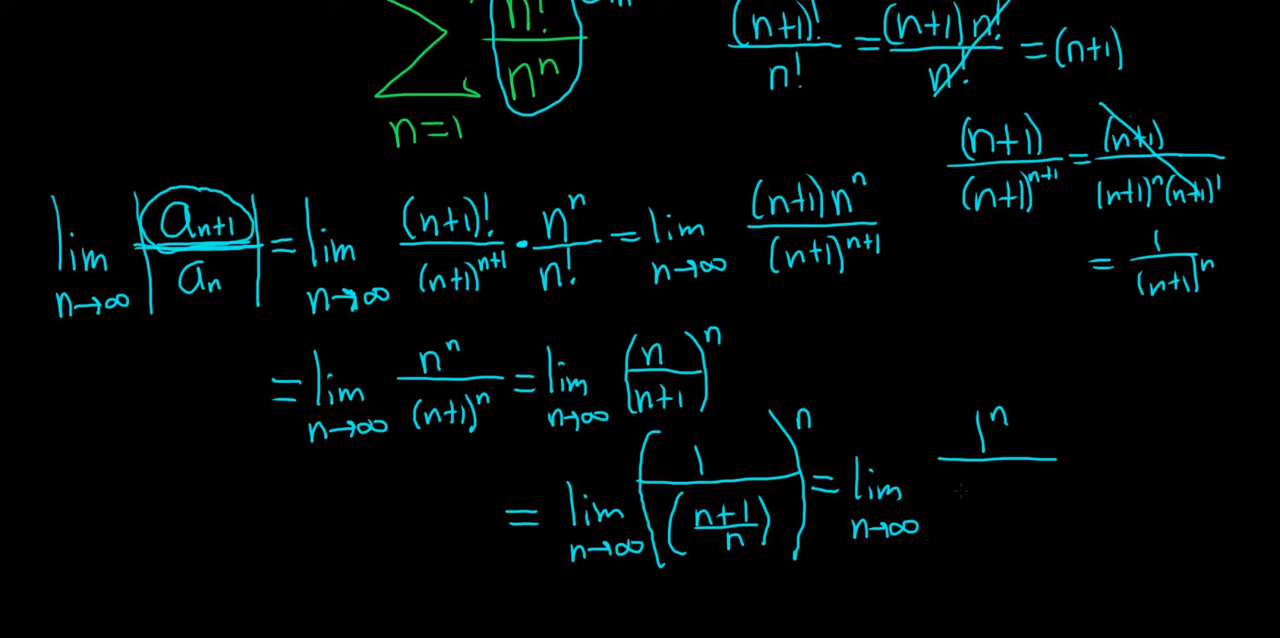 ∑ n=1 n!/n^n
(n+1)!/n! = (n+1)n!/n! = (n+1)
(n+1)/(n+1)^{n+1} = (n+1)/((n+1)^n(n+1)^1)
= 1/(n+1)^n
lim n→∞ |a_{n+1}/a_n| = lim n→∞ (n+1)!/(n+1)^{n+1} · n^n/n! = lim n→∞ (n+1)n^n/(n+1)^{n+1}
= lim n→∞ n^n/(n+1)^n = lim n→∞ (n/n+1)^n
= lim n→∞ (1/((n+1)/n))^n = lim n→∞ 1^n